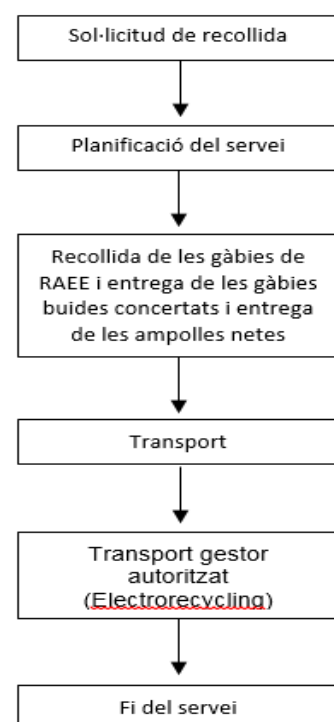 Sol·licitud de recollida
Planificació del servei
Recollida de les gàbies de
RAEE i entrega de les gàbies
buides concertats i entrega
de les ampolles netes
Transport
Transport gestor
autoritzat
(Electrorecycling)
Fi del servei